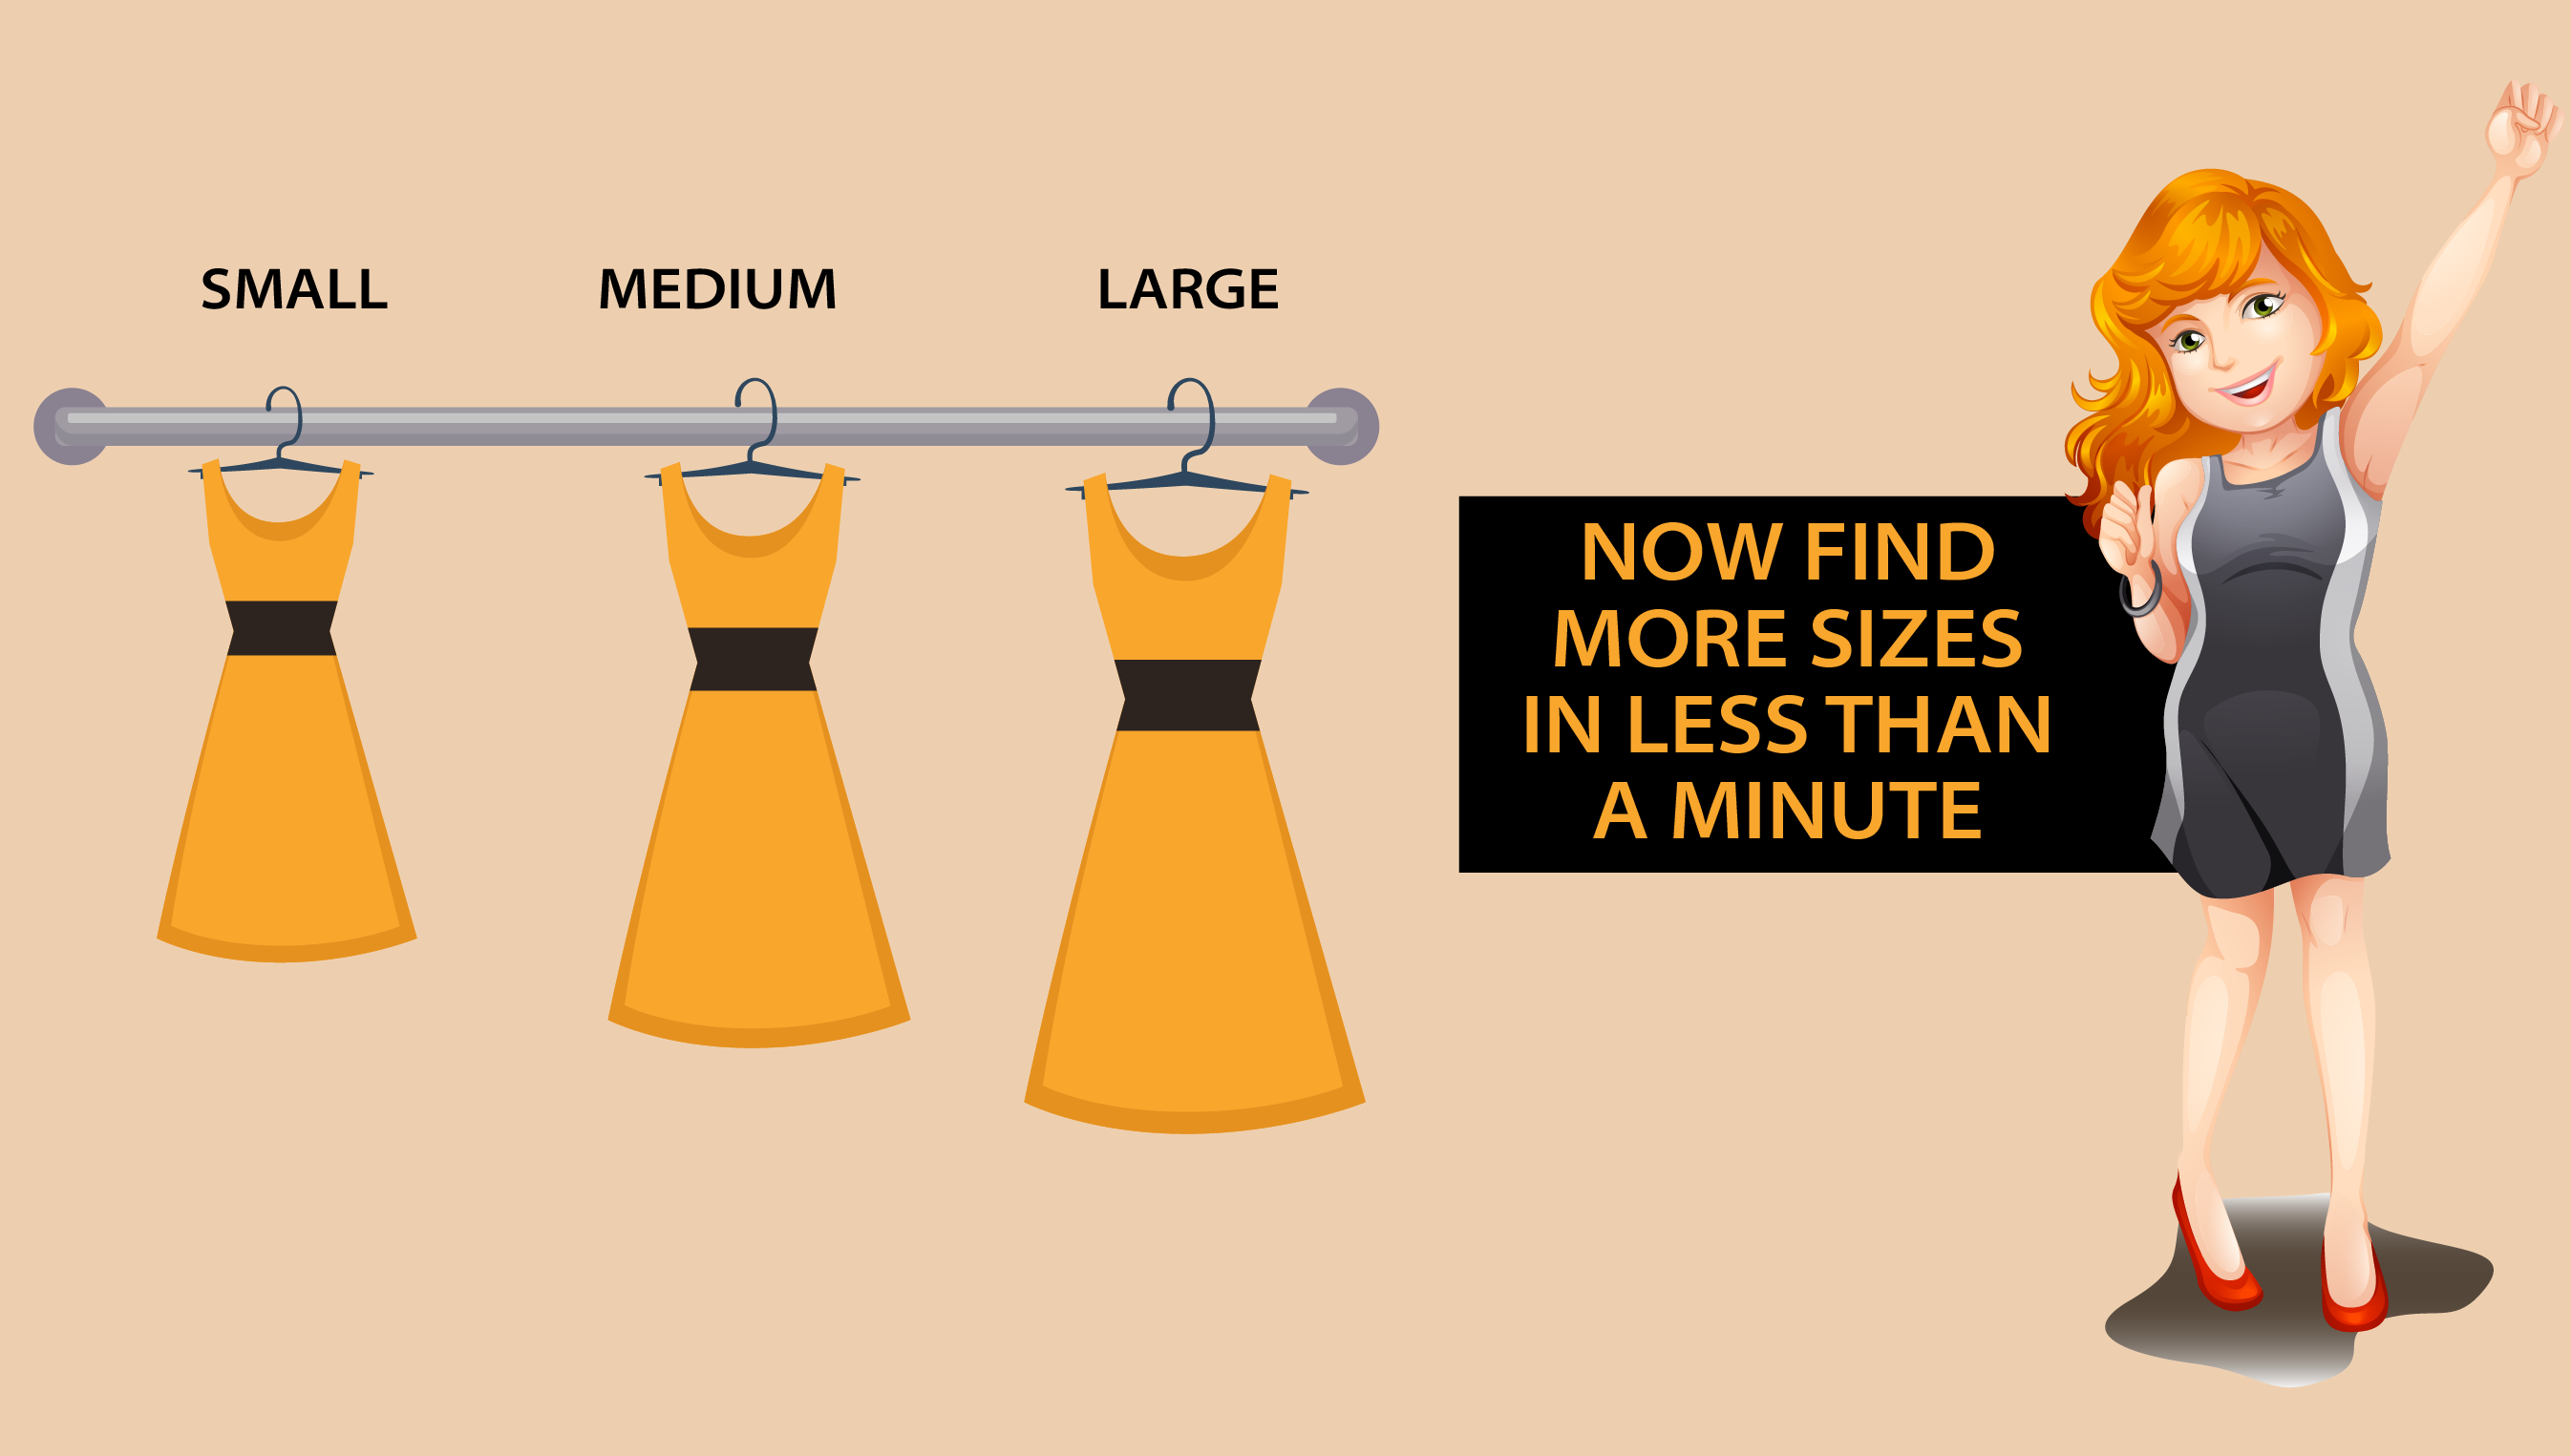 SMALL MEDIUM LARGE
NOW FIND
MORE SIZES
IN LESS THAN
A MINUTE